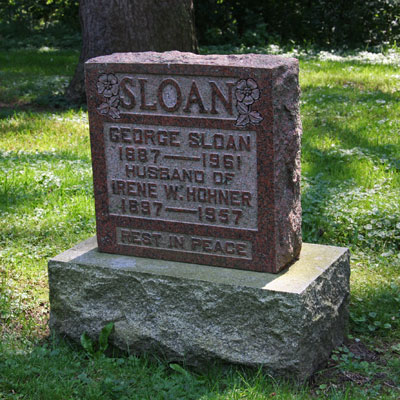 SLOAN
GEORGE SLOAN
1887 — 1961
HUSBAND OF
IRENE W. HOHNER
1897 — 1957
REST IN PEACE